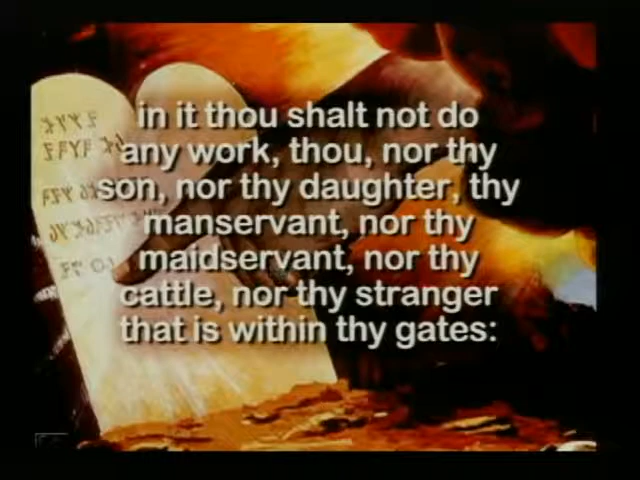 in it thou shalt not do
any work, thou, nor thy
son, nor thy daughter, thy
manservant, nor thy
maidservant, nor thy
cattle, nor thy stranger
that is within thy gates: